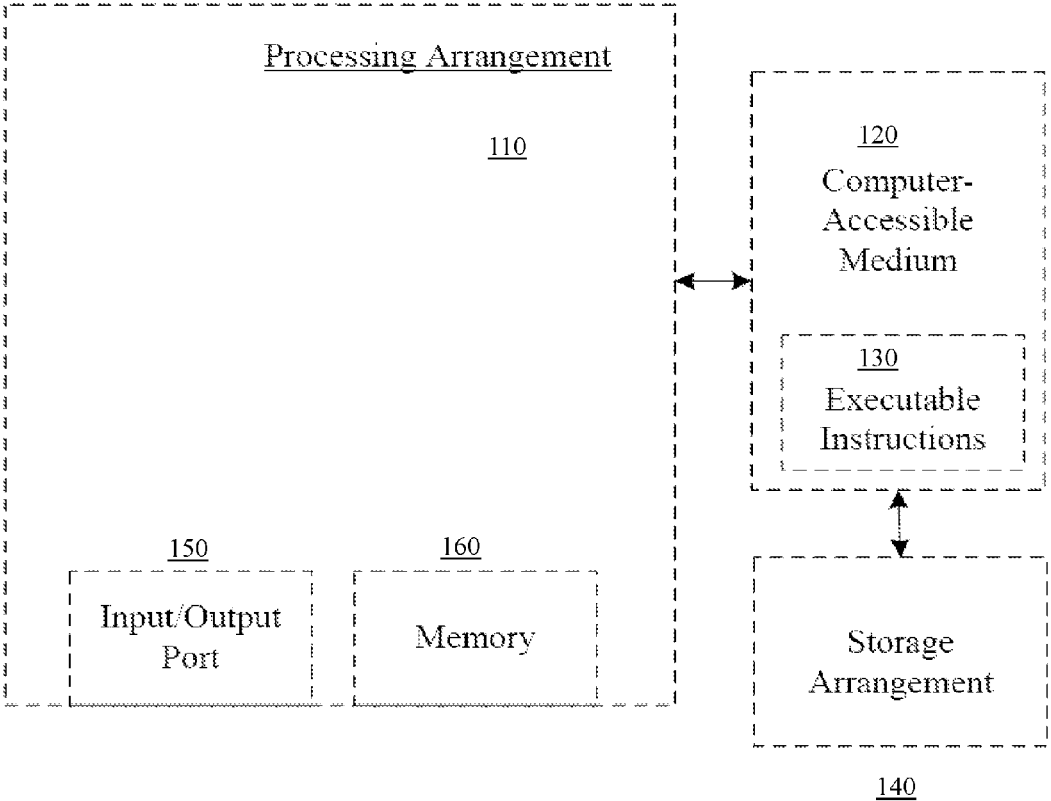 Processing Arrangement
110
120
Computer-
Accessible
Medium
130
Executable
Instructions
150
Input/Output
Port
160
Memory
Storage
Arrangement
140